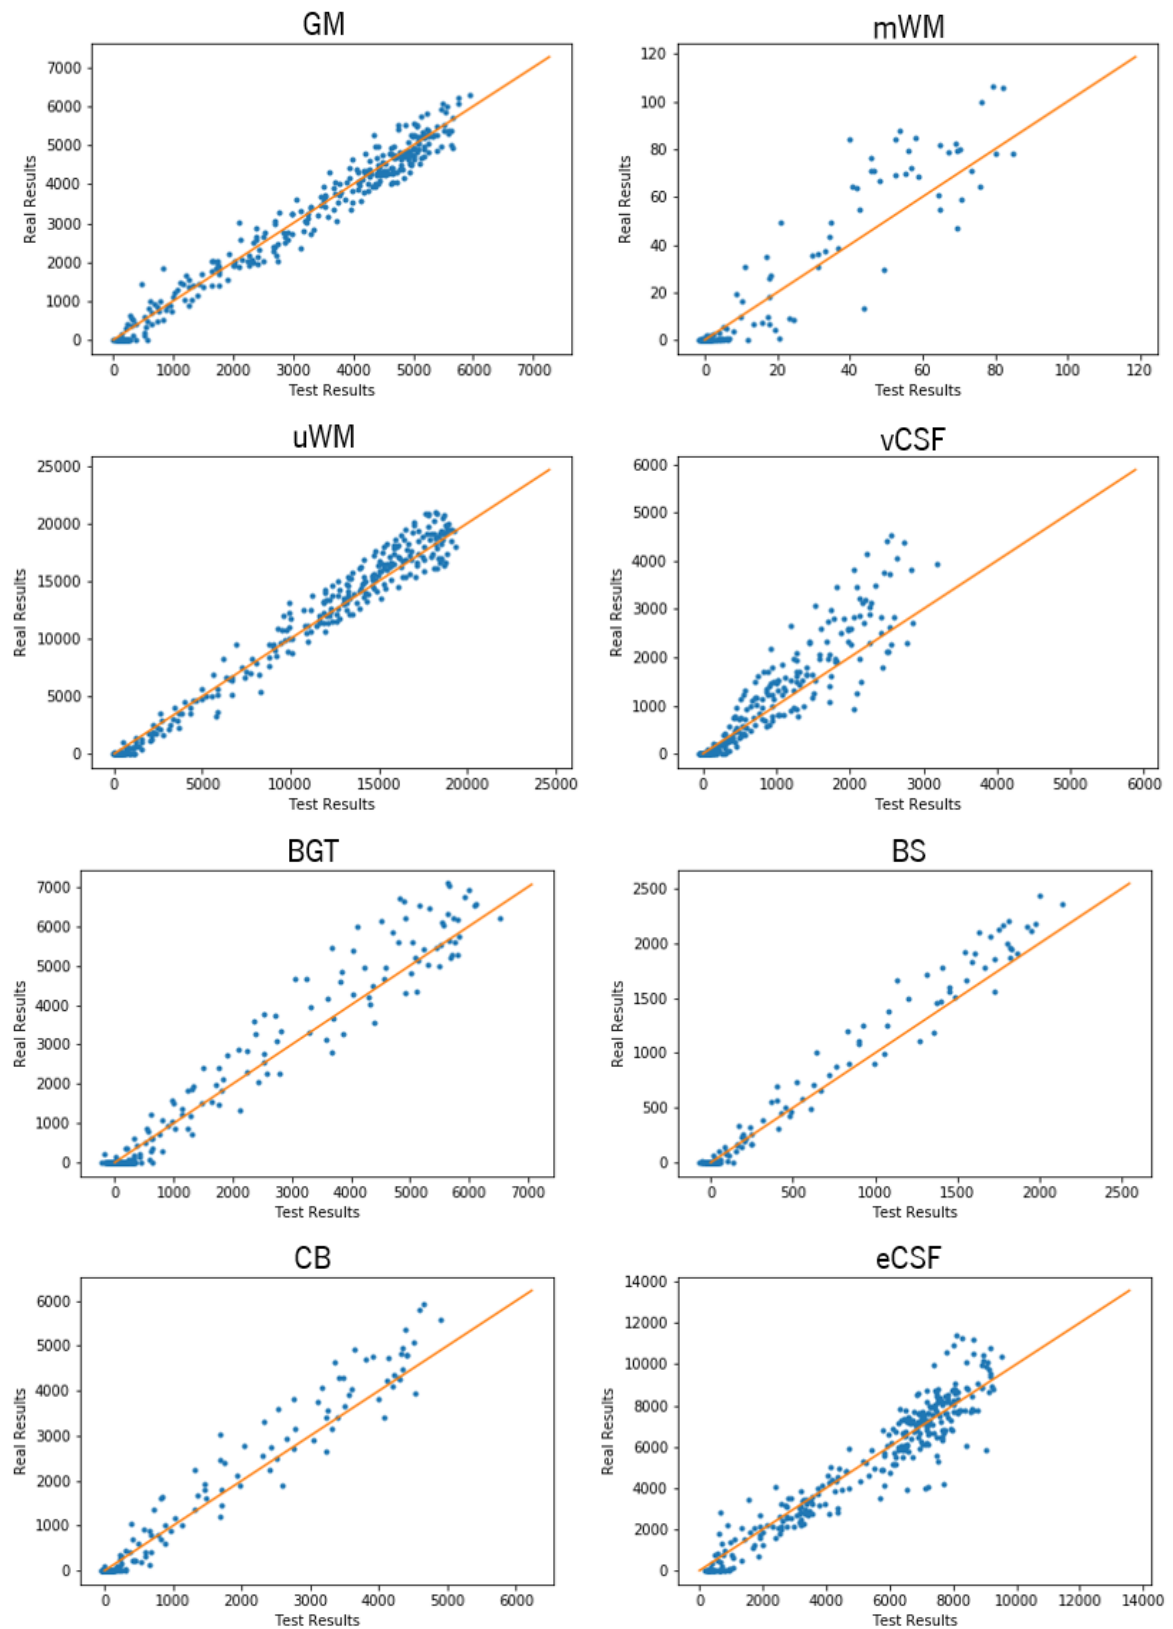 GM
7000
6000
5000
4000
3000
2000
1000
0
Real Results
0 1000 2000 3000 4000 5000 6000 7000
Test Results
mWM
120
100
80
60
40
20
0
Real Results
0 20 40 60 80 100 120
Test Results
uWM
25000
20000
15000
10000
5000
0
Real Results
0 5000 10000 15000 20000 25000
Test Results
vCSF
6000
5000
4000
3000
2000
1000
0
Real Results
0 1000 2000 3000 4000 5000 6000
Test Results
BGT
7000
6000
5000
4000
3000
2000
1000
0
Real Results
0 1000 2000 3000 4000 5000 6000 7000
Test Results
BS
2500
2000
1500
1000
500
0
Real Results
0 500 1000 1500 2000 2500
Test Results
CB
6000
5000
4000
3000
2000
1000
0
Real Results
0 1000 2000 3000 4000 5000 6000
Test Results
eCSF
14000
12000
10000
8000
6000
4000
2000
0
Real Results
0 2000 4000 6000 8000 10000 12000 14000
Test Results